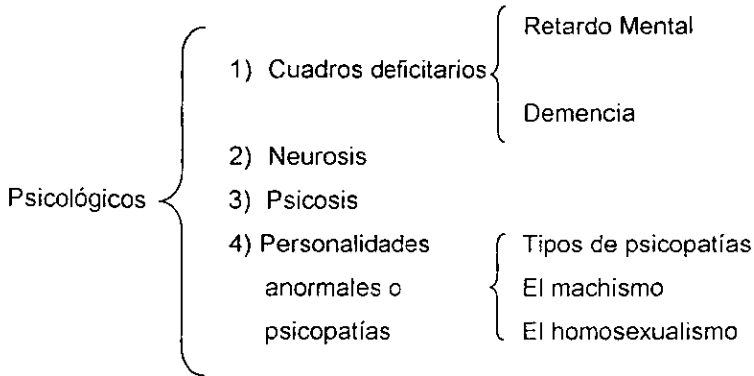 Psicológicos
1) Cuadros deficitarios
Retardo Mental
Demencia
2) Neurosis
3) Psicosis
4) Personalidades
anormales o
psicopatías
Tipos de psicopatías
El machismo
El homosexualismo